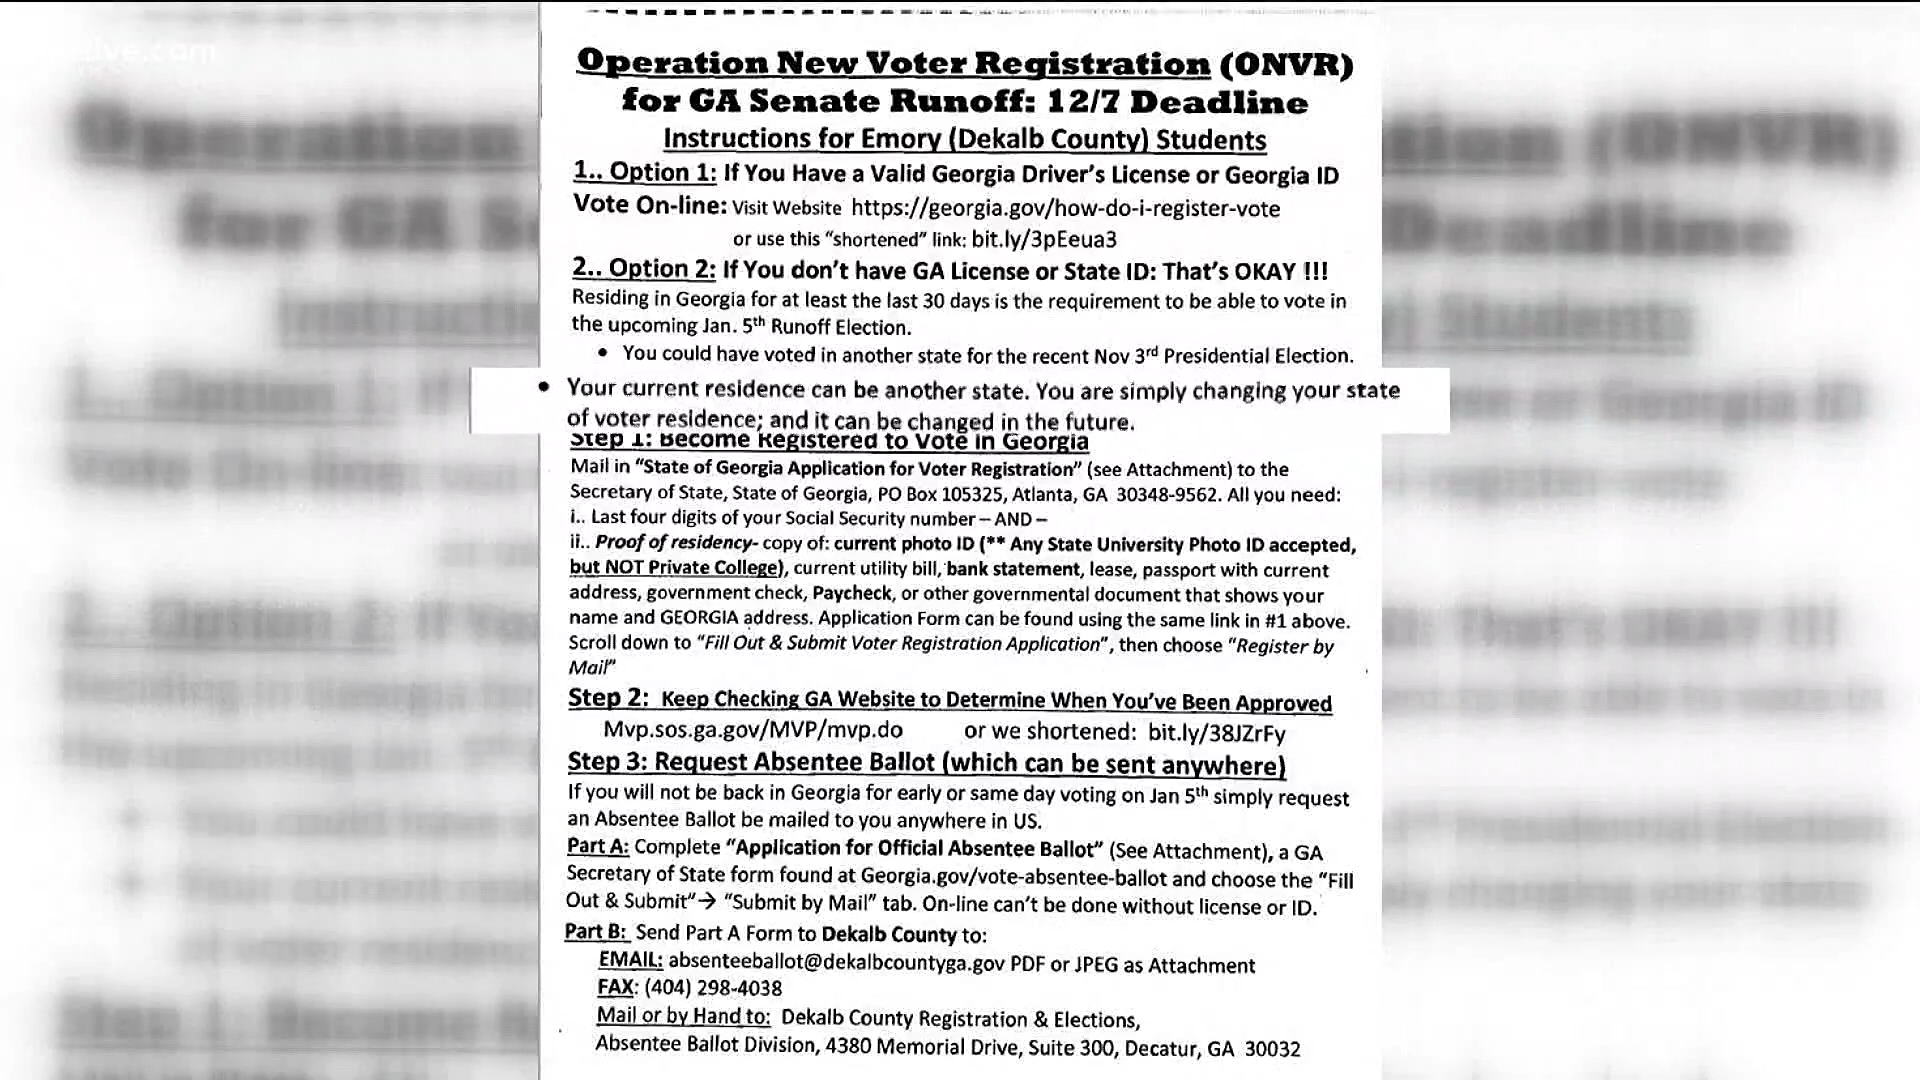 Operation New Voter Registration (ONVR)
for GA Senate Runoff: 12/7 Deadline
Instructions for Emory (Dekalb County) Students
1.. Option 1: If You Have a Valid Georgia Driver's License or Georgia ID
Vote On-line: Visit Website https://georgia.gov/how-do-i-register-vote
or use this "shortened" link: bit.ly/3pEeua3
2.. Option 2: If You don't have GA License or State ID: That's OKAY !!!
Residing in Georgia for at least the last 30 days is the requirement to be able to vote in
the upcoming Jan. 5th Runoff Election.
• You could have voted in another state for the recent Nov 3rd Presidential Election.
• Your current residence can be another state. You are simply changing your state
of voter residence; and it can be changed in the future.
Step 1: Become Registered to Vote in Georgia
Mail in "State of Georgia Application for Voter Registration" (see Attachment) to the
Secretary of State, State of Georgia, PO Box 105325, Atlanta, GA 30348-9562. All you need:
i.. Last four digits of your Social Security number – AND –
ii.. Proof of residency- copy of: current photo ID (** Any State University Photo ID accepted,
but NOT Private College), current utility bill, bank statement, lease, passport with current
address, government check, Paycheck, or other governmental document that shows your
name and GEORGIA address. Application Form can be found using the same link in #1 above.
Scroll down to "Fill Out & Submit Voter Registration Application", then choose "Register by
Mail"
Step 2: Keep Checking GA Website to Determine When You've Been Approved
Mvp.sos.ga.gov/MVP/mvp.do or we shortened: bit.ly/38JZrFy
Step 3: Request Absentee Ballot (which can be sent anywhere)
If you will not be back in Georgia for early or same day voting on Jan 5th simply request
an Absentee Ballot be mailed to you anywhere in US.
Part A: Complete "Application for Official Absentee Ballot" (See Attachment), a GA
Secretary of State form found at Georgia.gov/vote-absentee-ballot and choose the "Fill
Out & Submit"→ "Submit by Mail" tab. On-line can't be done without license or ID.
Part B: Send Part A Form to Dekalb County to:
EMAIL: absenteeballot@dekalbcountyga.gov PDF or JPEG as Attachment
FAX: (404) 298-4038
Mail or by Hand to: Dekalb County Registration & Elections,
Absentee Ballot Division, 4380 Memorial Drive, Suite 300, Decatur, GA 30032